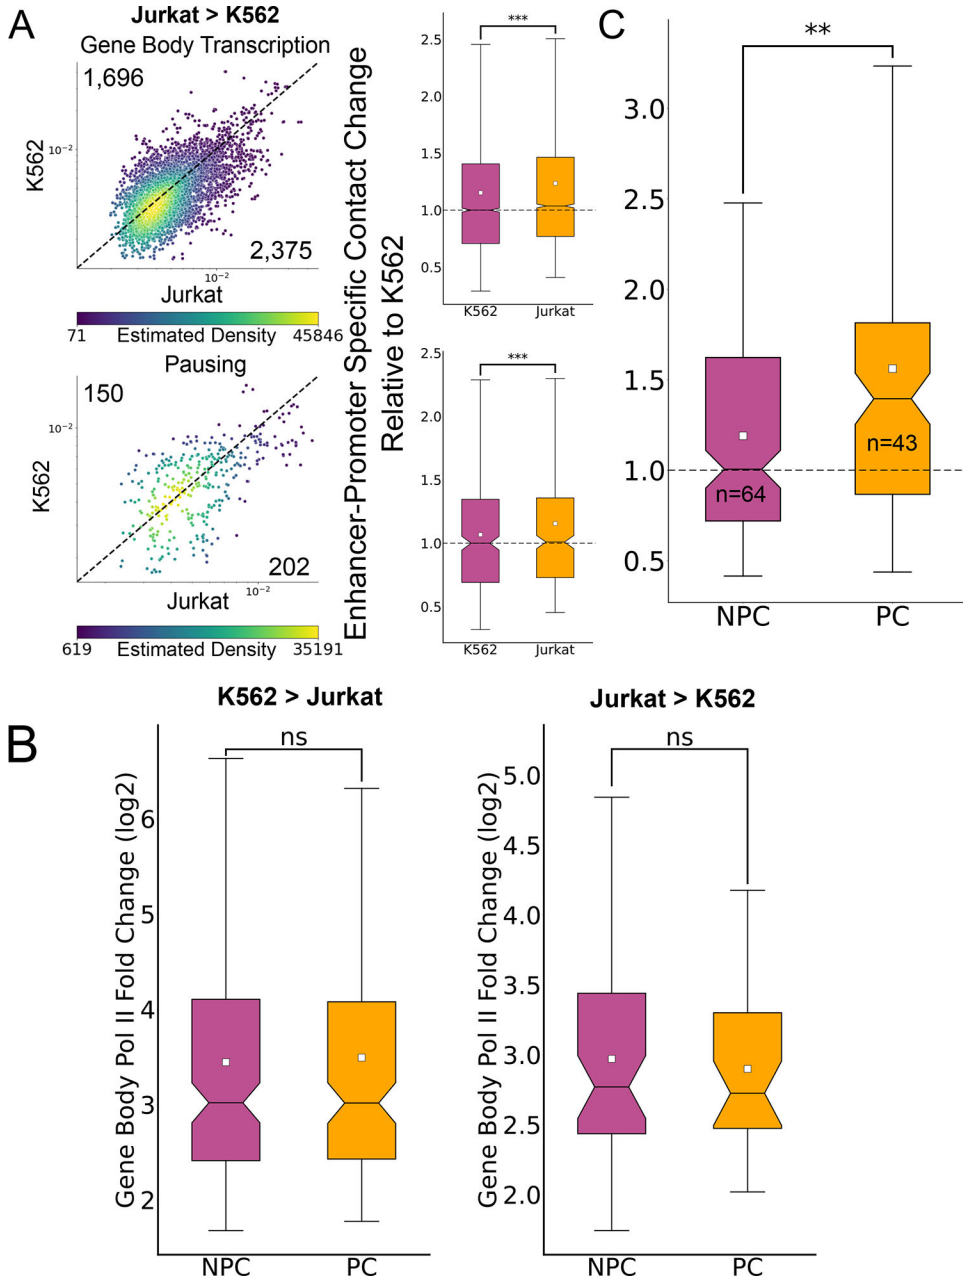 A
Jurkat > K562
Gene Body Transcription
1,696
2,375
K562
10⁻²
10⁻²
Jurkat
71 Estimated Density 45846
Pausing
150
202
K562
10⁻²
10⁻²
Jurkat
619 Estimated Density 35191
Enhancer-Promoter Specific Contact Change
Relative to K562
***
2.5
2.0
1.5
1.0
0.5
K562 Jurkat
***
2.5
2.0
1.5
1.0
0.5
K562 Jurkat
C
**
3.0
2.5
2.0
1.5
1.0
0.5
n=64
n=43
NPC PC
B
K562 > Jurkat
ns
Gene Body Pol II Fold Change (log2)
6
5
4
3
2
NPC PC
Jurkat > K562
ns
Gene Body Pol II Fold Change (log2)
5.0
4.5
4.0
3.5
3.0
2.5
2.0
NPC PC